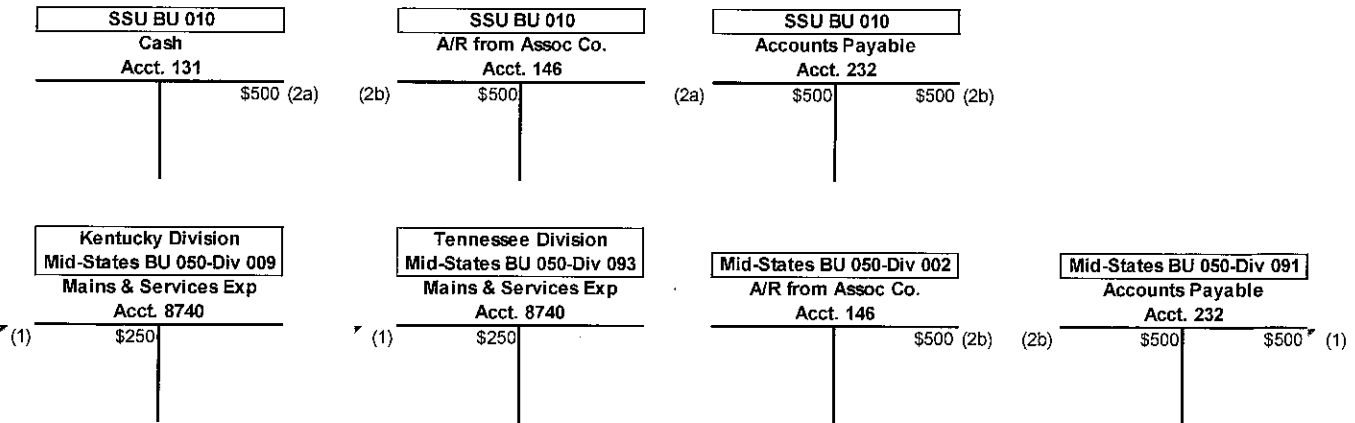 SSU BU 010
Cash
Acct. 131
$500 (2a)
SSU BU 010
A/R from Assoc Co.
Acct. 146
(2b) $500
SSU BU 010
Accounts Payable
Acct. 232
(2a) $500 $500 (2b)
Kentucky Division
Mid-States BU 050-Div 009
Mains & Services Exp
Acct. 8740
(1) $250
Tennessee Division
Mid-States BU 050-Div 093
Mains & Services Exp
Acct. 8740
(1) $250
Mid-States BU 050-Div 002
A/R from Assoc Co.
Acct. 146
$500 (2b)
Mid-States BU 050-Div 091
Accounts Payable
Acct. 232
(2b) $500 $500 (1)